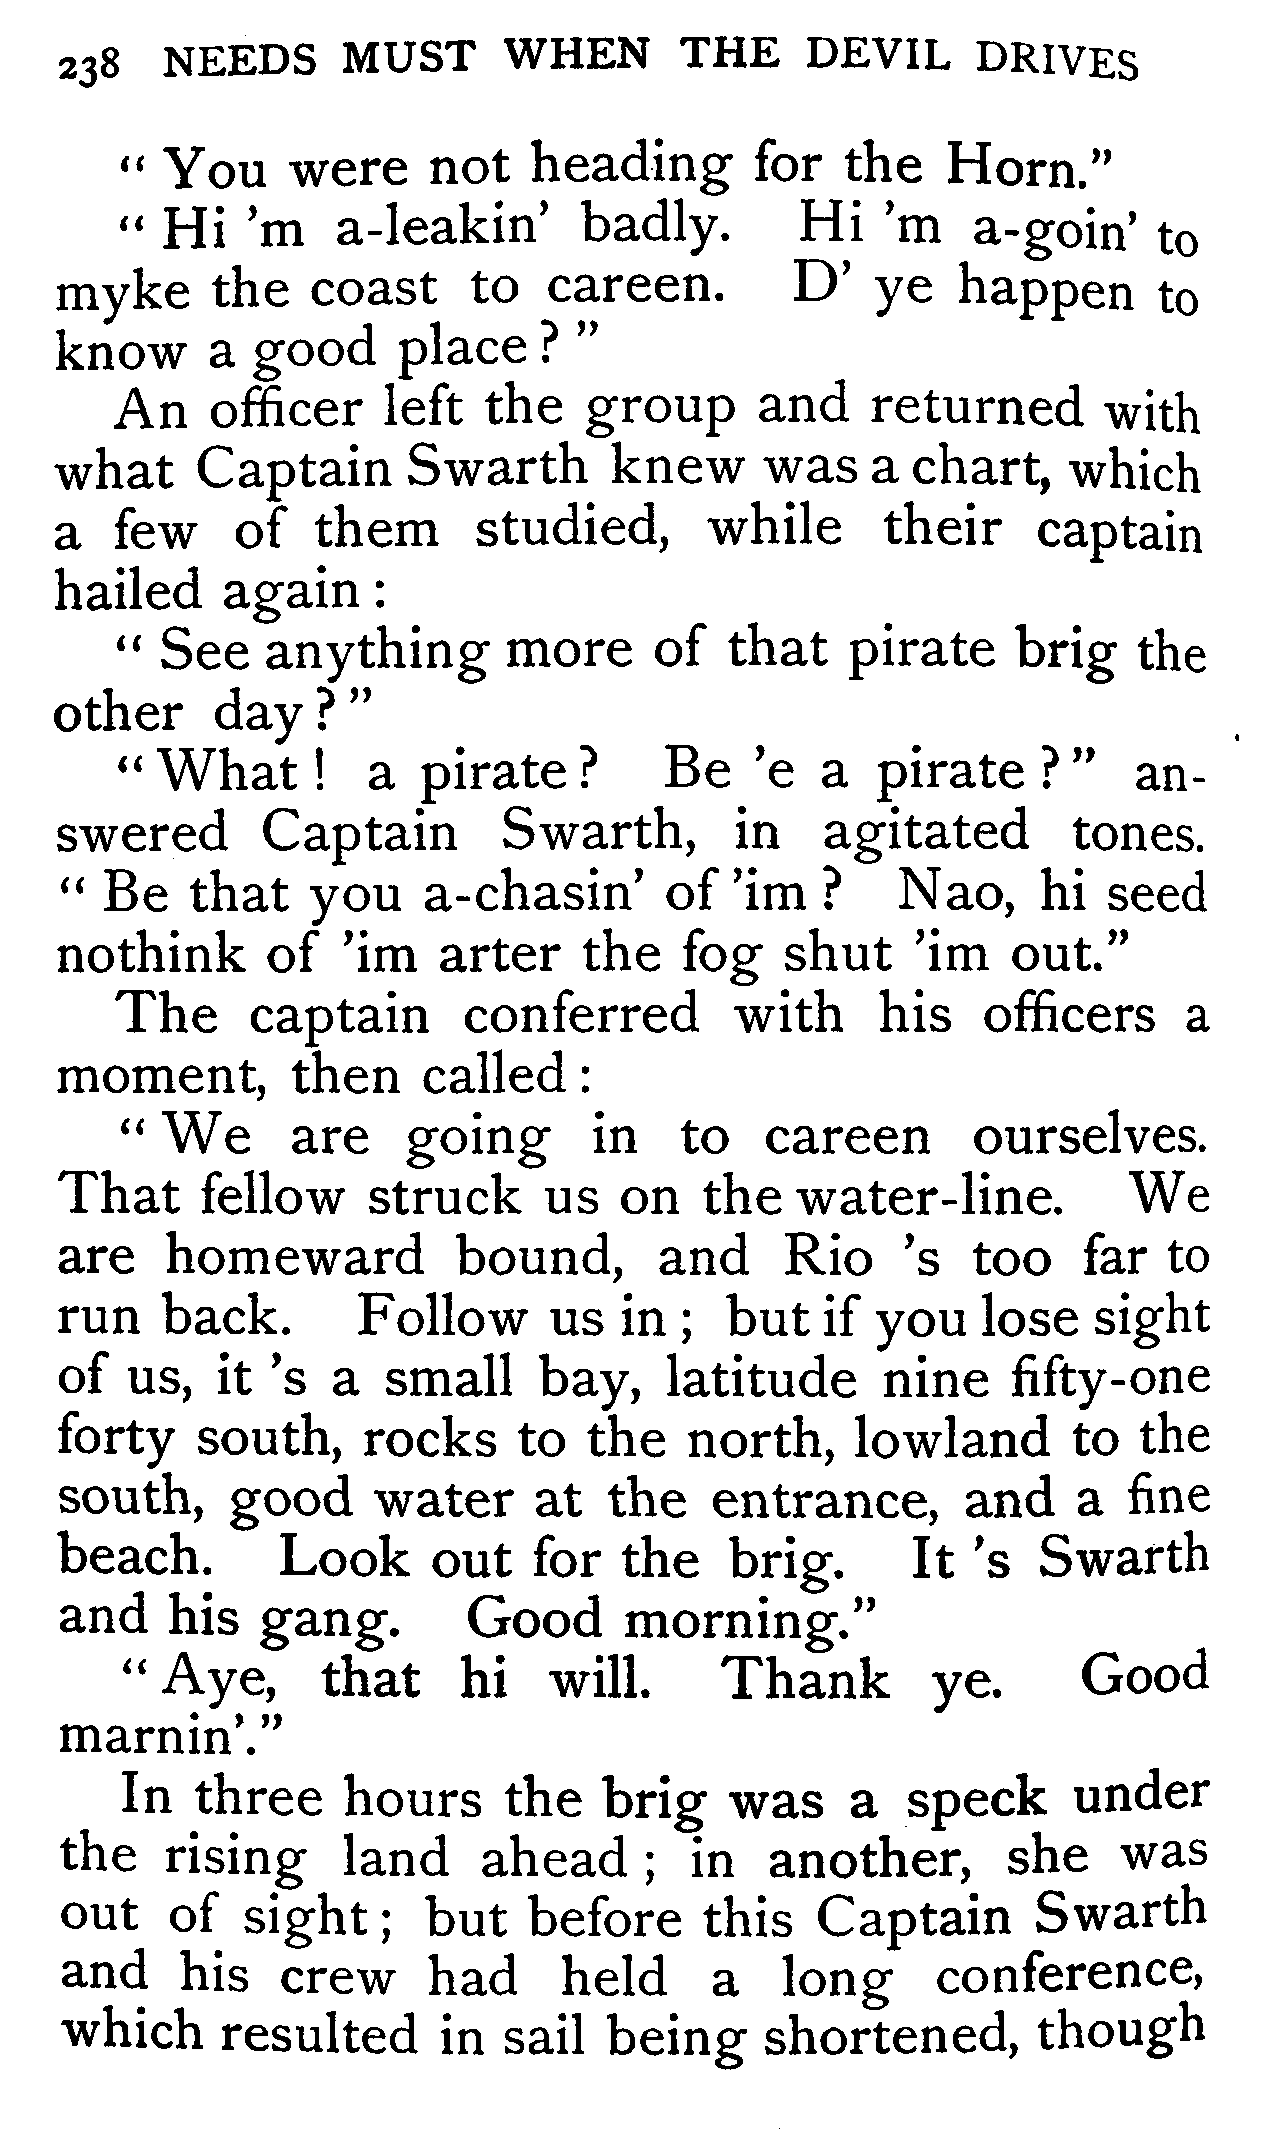 238 NEEDS MUST WHEN THE DEVIL DRIVES
“ You were not heading for the Horn.”
“ Hi ’m a-leakin’ badly. Hi ’m a-goin’ to
myke the coast to careen. D’ ye happen to
know a good place ? ”
An officer left the group and returned with
what Captain Swarth knew was a chart, which
a few of them studied, while their captain
hailed again :
“ See anything more of that pirate brig the
other day ? ”
“ What ! a pirate ? Be ’e a pirate ? ” an-
swered Captain Swarth, in agitated tones.
“ Be that you a-chasin’ of ’im ? Nao, hi seed
nothink of ’im arter the fog shut ’im out.”
The captain conferred with his officers a
moment, then called :
“ We are going in to careen ourselves.
That fellow struck us on the water-line. We
are homeward bound, and Rio ’s too far to
run back. Follow us in ; but if you lose sight
of us, it ’s a small bay, latitude nine fifty-one
forty south, rocks to the north, lowland to the
south, good water at the entrance, and a fine
beach. Look out for the brig. It ’s Swarth
and his gang. Good morning.”
“ Aye, that hi will. Thank ye. Good
marnin’.”
In three hours the brig was a speck under
the rising land ahead ; in another, she was
out of sight ; but before this Captain Swarth
and his crew had held a long conference,
which resulted in sail being shortened, though